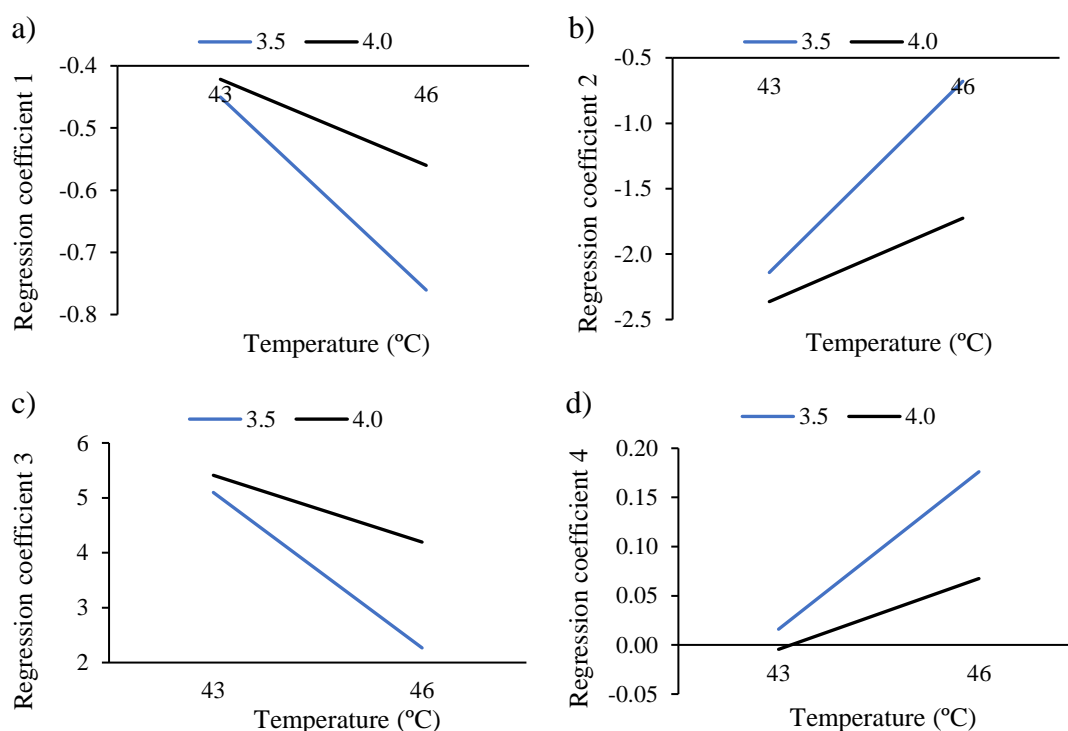 a)
3.5 4.0
Regression coefficient 1
-0.4
-0.5
-0.6
-0.7
-0.8
43 46
Temperature (ºC)
b)
3.5 4.0
Regression coefficient 2
-0.5
-1.0
-1.5
-2.0
-2.5
43 46
Temperature (ºC)
c)
3.5 4.0
Regression coefficient 3
6
5
4
3
2
43 46
Temperature (ºC)
d)
3.5 4.0
Regression coefficient 4
0.20
0.15
0.10
0.05
0.00
-0.05
43 46
Temperature (ºC)